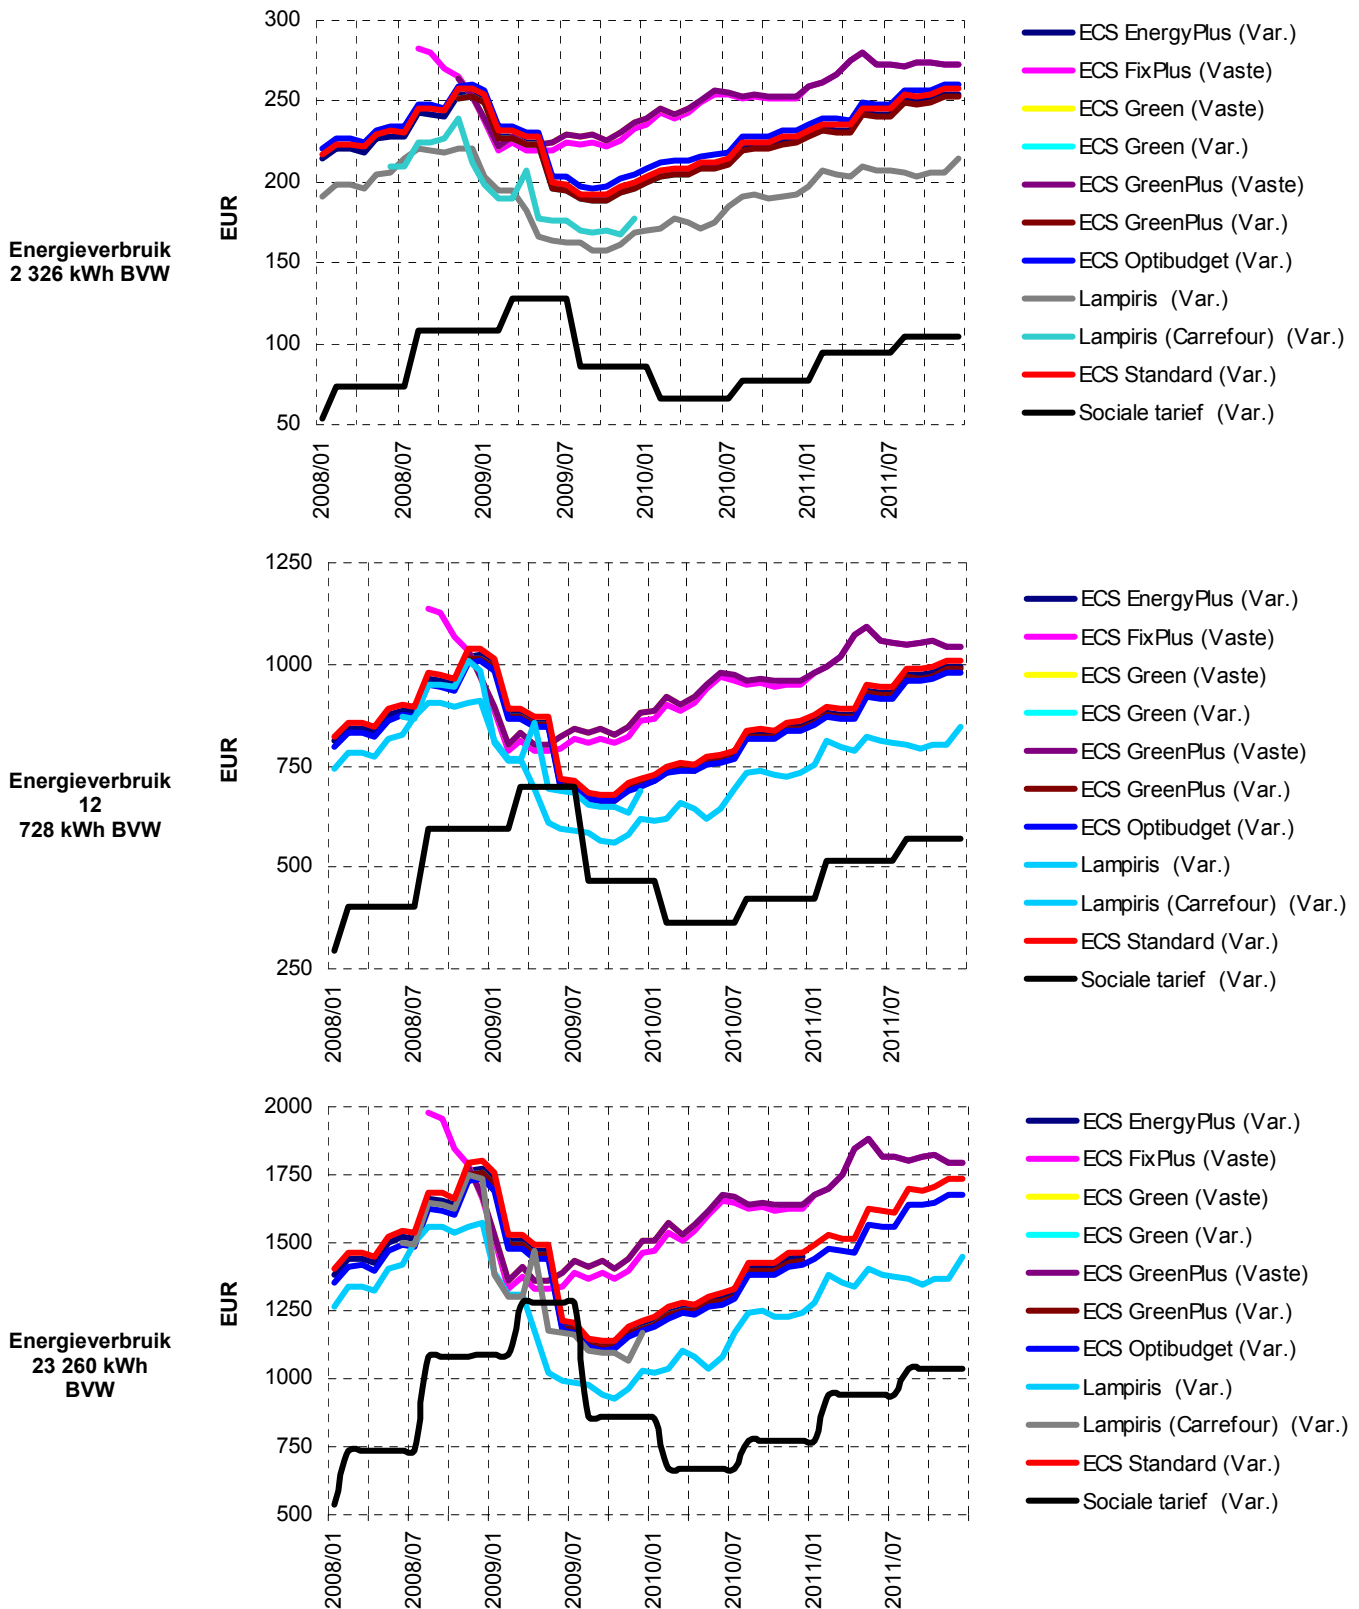 Energieverbruik
2 326 kWh BVW
EUR
300
250
200
150
100
50
2008/01
2008/07
2009/01
2009/07
2010/01
2010/07
2011/01
2011/07
ECS EnergyPlus (Var.)
ECS FixPlus (Vaste)
ECS Green (Vaste)
ECS Green (Var.)
ECS GreenPlus (Vaste)
ECS GreenPlus (Var.)
ECS Optibudget (Var.)
Lampiris (Var.)
Lampiris (Carrefour) (Var.)
ECS Standard (Var.)
Sociale tarief (Var.)
Energieverbruik
12
728 kWh BVW
EUR
1250
1000
750
500
250
2008/01
2008/07
2009/01
2009/07
2010/01
2010/07
2011/01
2011/07
ECS EnergyPlus (Var.)
ECS FixPlus (Vaste)
ECS Green (Vaste)
ECS Green (Var.)
ECS GreenPlus (Vaste)
ECS GreenPlus (Var.)
ECS Optibudget (Var.)
Lampiris (Var.)
Lampiris (Carrefour) (Var.)
ECS Standard (Var.)
Sociale tarief (Var.)
Energieverbruik
23 260 kWh
BVW
EUR
2000
1750
1500
1250
1000
750
500
2008/01
2008/07
2009/01
2009/07
2010/01
2010/07
2011/01
2011/07
ECS EnergyPlus (Var.)
ECS FixPlus (Vaste)
ECS Green (Vaste)
ECS Green (Var.)
ECS GreenPlus (Vaste)
ECS GreenPlus (Var.)
ECS Optibudget (Var.)
Lampiris (Var.)
Lampiris (Carrefour) (Var.)
ECS Standard (Var.)
Sociale tarief (Var.)